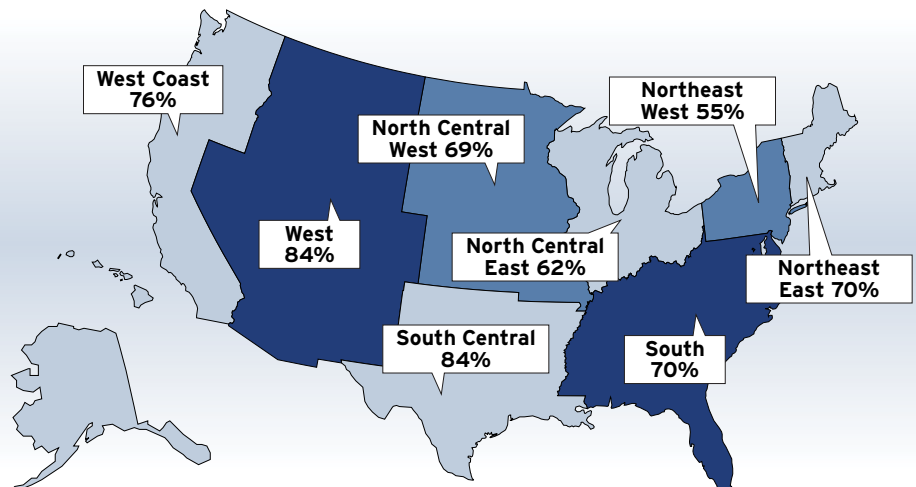 West Coast
76%
Northeast
West 55%
North Central
West 69%
West
84%
North Central
East 62%
Northeast
East 70%
South Central
84%
South
70%